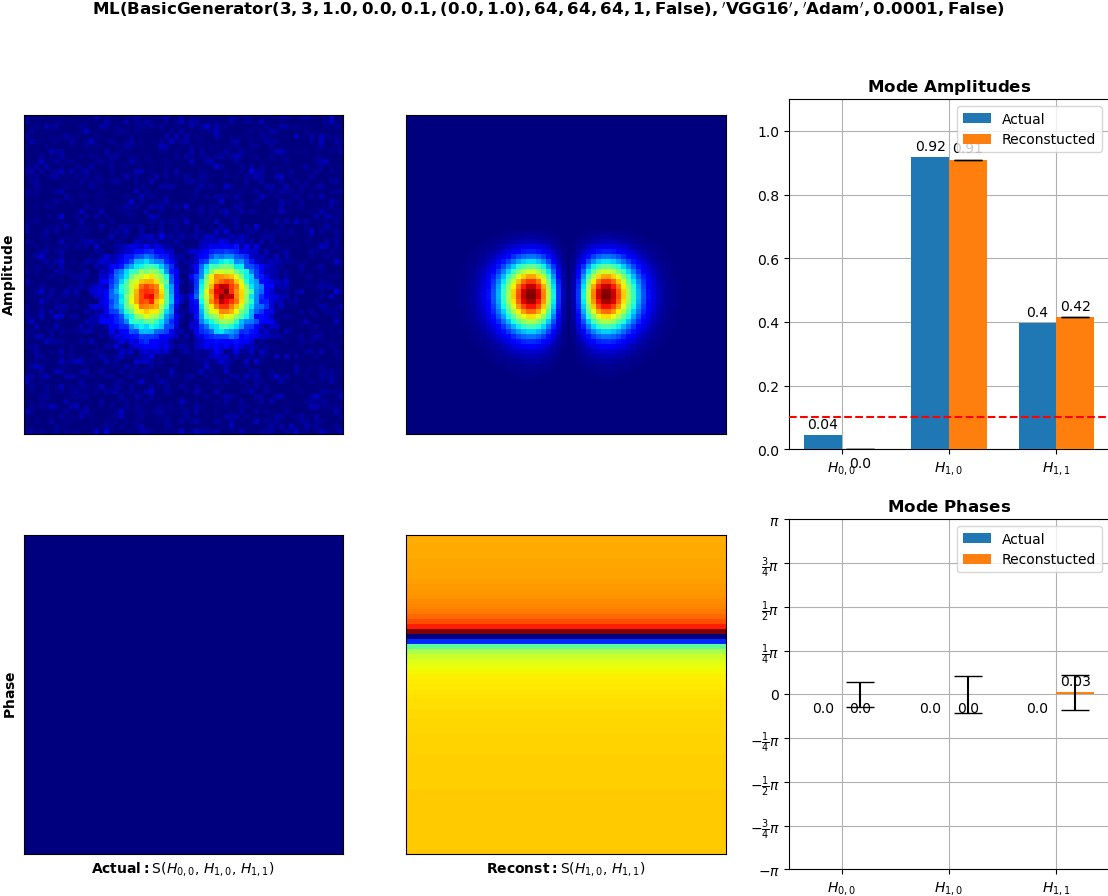 ML(BasicGenerator(3, 3, 1.0, 0.0, 0.1, (0.0, 1.0), 64, 64, 64, 1, False), ′VGG16′, ′Adam′, 0.0001, False)
Amplitude
Mode Amplitudes
Actual
Reconstucted
1.0
0.8
0.6
0.4
0.2
0.0
0.04
0.0
0.92
0.91
0.4
0.42
H0,0
H1,0
H1,1
Phase
Actual: S(H0,0, H1,0, H1,1)
Reconst: S(H1,0, H1,1)
Mode Phases
Actual
Reconstucted
π
3/4π
1/2π
1/4π
0
−1/4π
−1/2π
−3/4π
−π
0.0
0.0
0.0
0.0
0.0
0.03
H0,0
H1,0
H1,1